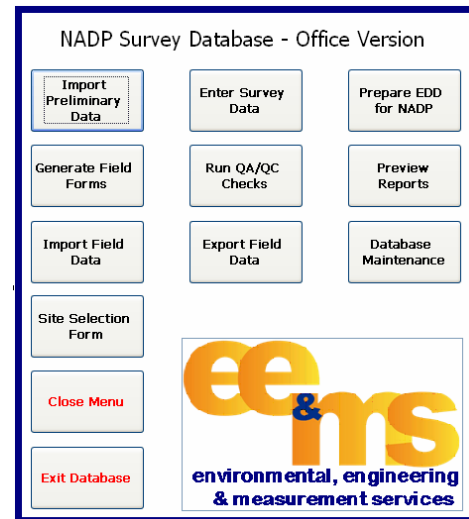 NADP Survey Database - Office Version
Import
Preliminary
Data
Enter Survey
Data
Prepare EDD
for NADP
Generate Field
Forms
Run QA/QC
Checks
Preview
Reports
Import Field
Data
Export Field
Data
Database
Maintenance
Site Selection
Form
Close Menu
Exit Database
ee
&
ms
environmental, engineering
& measurement services